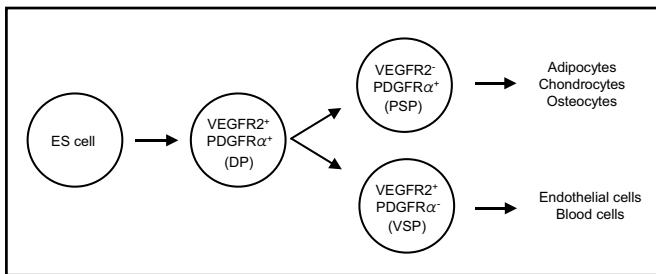 ES cell
VEGFR2⁺
PDGFRα⁺
(DP)
VEGFR2⁻
PDGFRα⁺
(PSP)
Adipocytes
Chondrocytes
Osteocytes
VEGFR2⁺
PDGFRα⁻
(VSP)
Endothelial cells
Blood cells